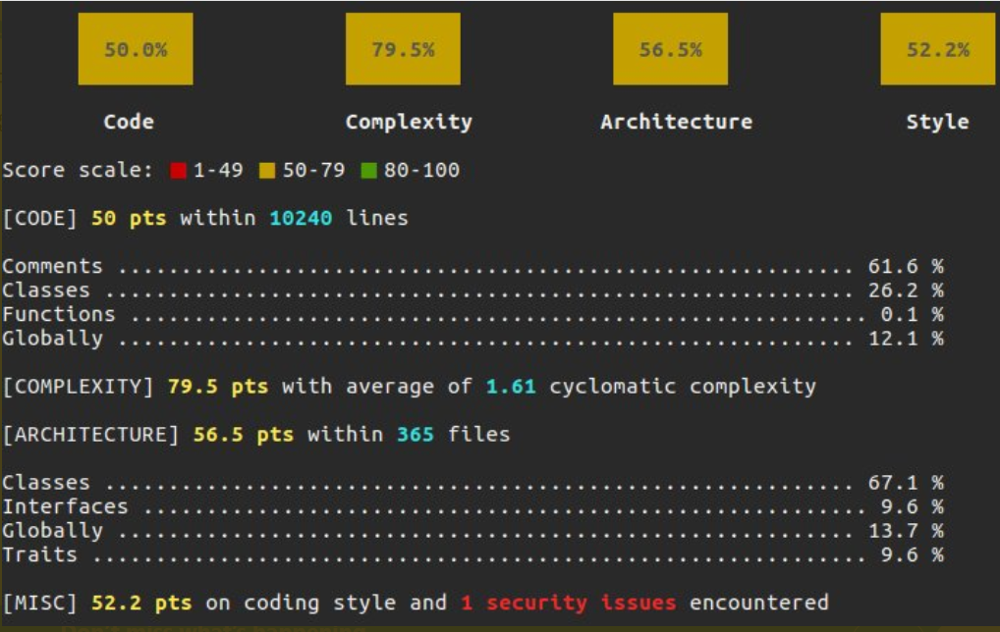 50.0% 79.5% 56.5% 52.2%
Code Complexity Architecture Style
Score scale: 1-49 50-79 80-100
[CODE] 50 pts within 10240 lines
Comments .......................................................... 61.6 %
Classes ........................................................... 26.2 %
Functions .......................................................... 0.1 %
Globally .......................................................... 12.1 %
[COMPLEXITY] 79.5 pts with average of 1.61 cyclomatic complexity
[ARCHITECTURE] 56.5 pts within 365 files
Classes ........................................................... 67.1 %
Interfaces ......................................................... 9.6 %
Globally .......................................................... 13.7 %
Traits ............................................................. 9.6 %
[MISC] 52.2 pts on coding style and 1 security issues encountered
Don't miss what's happening